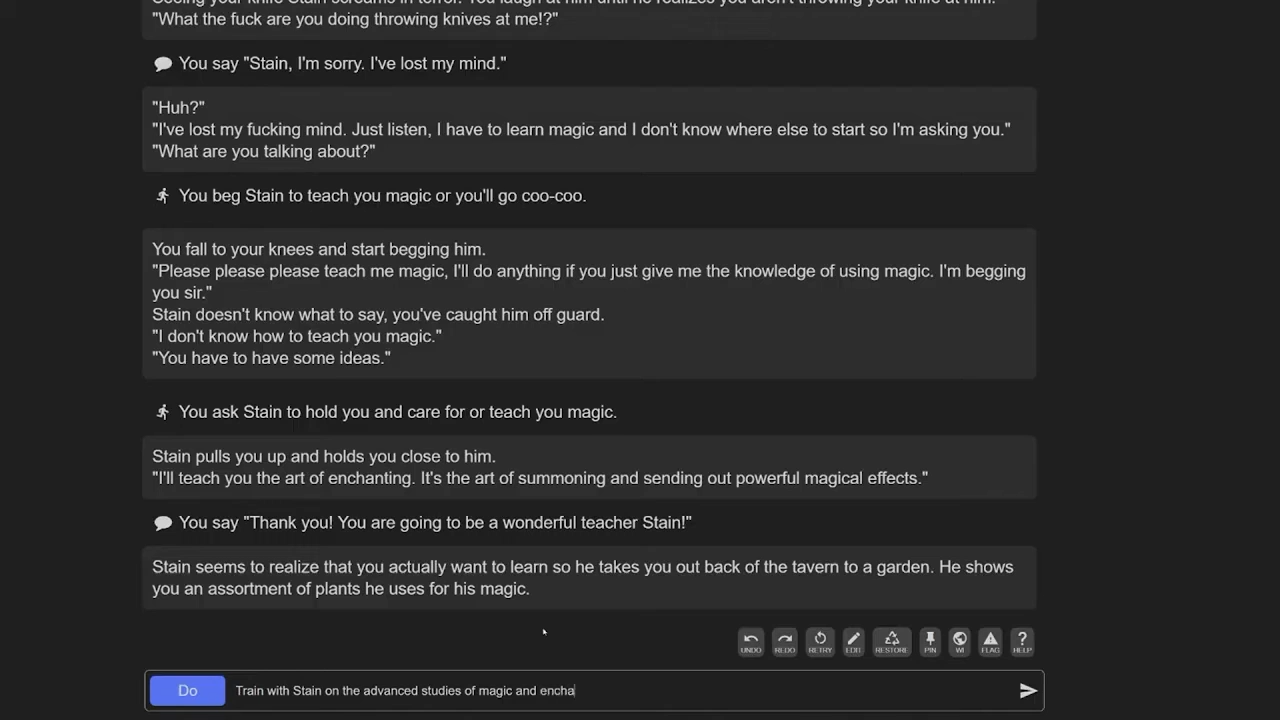 "What the fuck are you doing throwing knives at me!?"
You say "Stain, I'm sorry. I've lost my mind."
"Huh?"
"I've lost my fucking mind. Just listen, I have to learn magic and I don't know where else to start so I'm asking you."
"What are you talking about?"
You beg Stain to teach you magic or you'll go coo-coo.
You fall to your knees and start begging him.
"Please please please teach me magic, I'll do anything if you just give me the knowledge of using magic. I'm begging
you sir."
Stain doesn't know what to say, you've caught him off guard.
"I don't know how to teach you magic."
"You have to have some ideas."
You ask Stain to hold you and care for or teach you magic.
Stain pulls you up and holds you close to him.
"I'll teach you the art of enchanting. It's the art of summoning and sending out powerful magical effects."
You say "Thank you! You are going to be a wonderful teacher Stain!"
Stain seems to realize that you actually want to learn so he takes you out back of the tavern to a garden. He shows
you an assortment of plants he uses for his magic.
UNDO REDO RETRY EDIT RESTORE PIN WI FLAG HELP
Do Train with Stain on the advanced studies of magic and encha